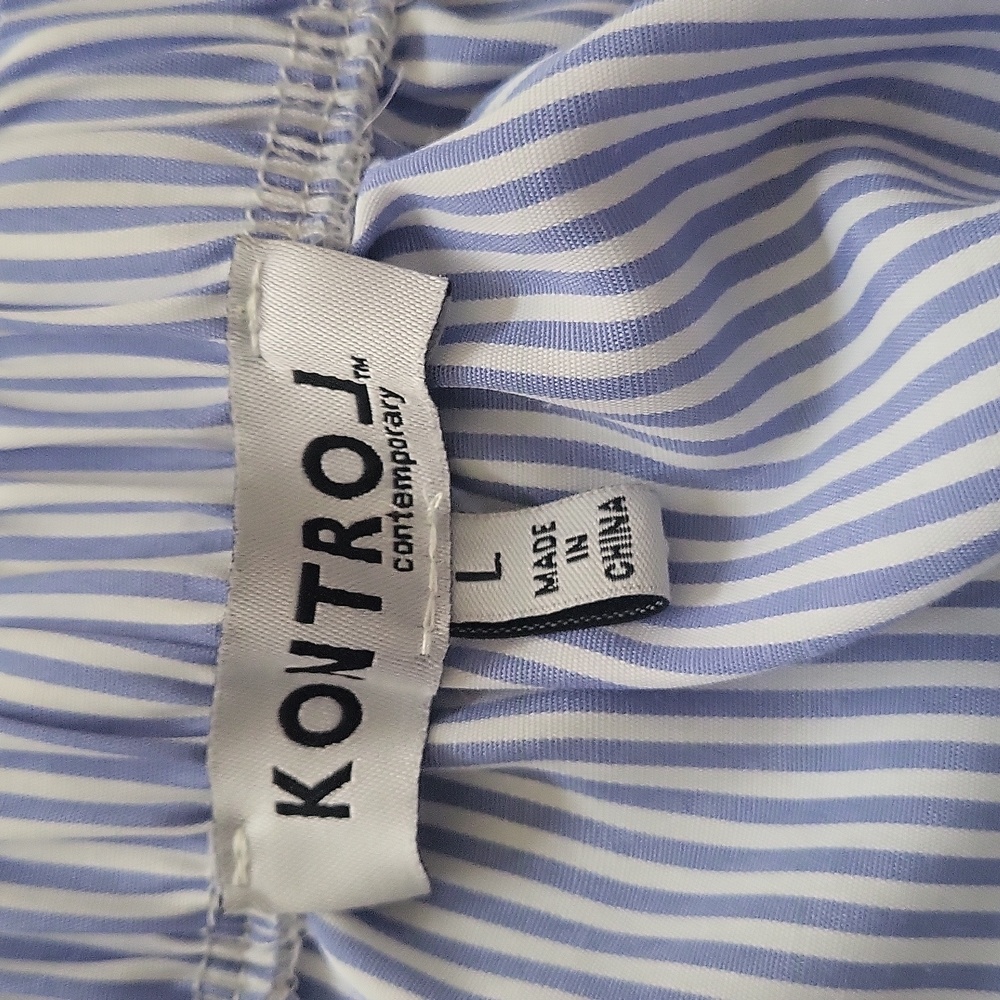 KONTROL™
contemporary
L
MADE
IN
CHINA